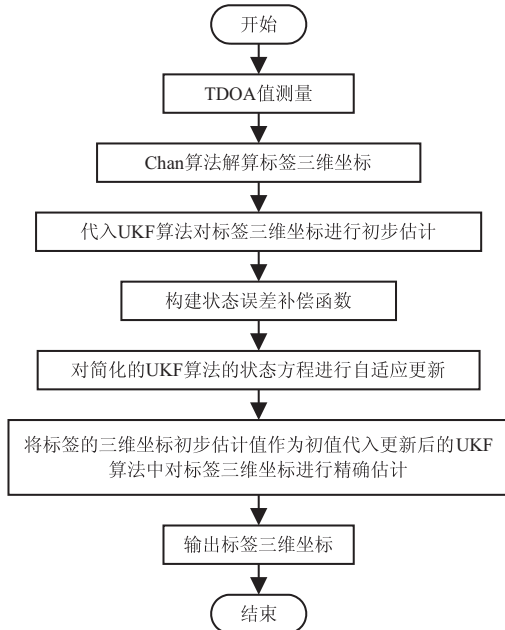 开始
TDOA值测量
Chan算法解算标签三维坐标
代入UKF算法对标签三维坐标进行初步估计
构建状态误差补偿函数
对简化的UKF算法的状态方程进行自适应更新
将标签的三维坐标初步估计值作为初值代入更新后的UKF
算法中对标签三维坐标进行精确估计
输出标签三维坐标
结束